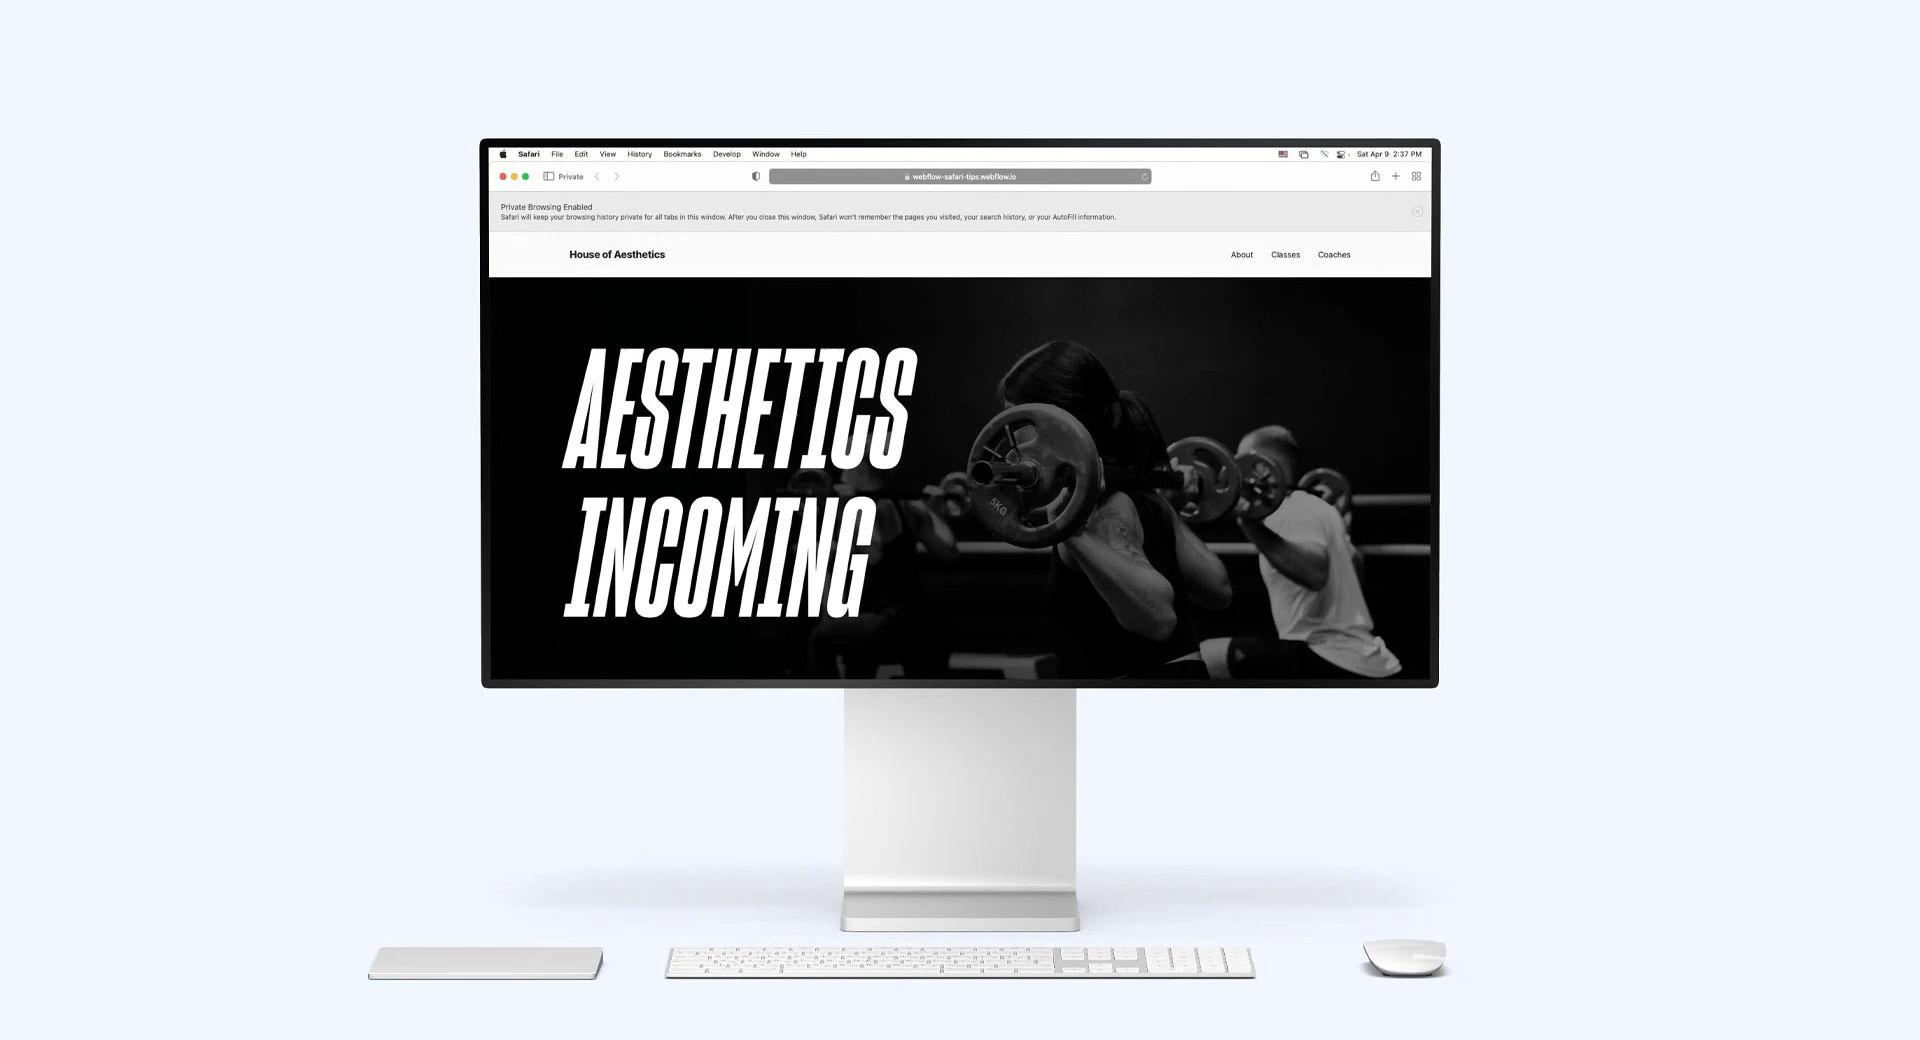 Safari File Edit View History Bookmarks Develop Window Help Sat Apr 9 2:37 PM
Private webflow-safari-tips.webflow.io
Private Browsing Enabled
Safari will keep your browsing history private for all tabs in this window. After you close this window, Safari won't remember the pages you visited, your search history, or your AutoFill information.
House of Aesthetics About Classes Coaches
AESTHETICS
INCOMING
5KG